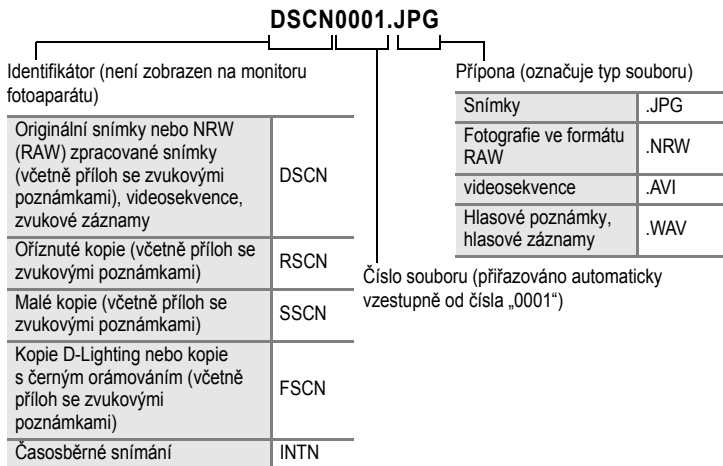 DSCN0001.JPG
Identifikátor (není zobrazen na monitoru
fotoaparátu)
Originální snímky nebo NRW
(RAW) zpracované snímky
(včetně příloh se zvukovými
poznámkami), videosekvence,
zvukové záznamy
DSCN
Oříznuté kopie (včetně příloh se
zvukovými poznámkami)
RSCN
Malé kopie (včetně příloh se
zvukovými poznámkami)
SSCN
Kopie D-Lighting nebo kopie
s černým orámováním (včetně
příloh se zvukovými
poznámkami)
FSCN
Časosběrné snímání
INTN
Přípona (označuje typ souboru)
Snímky
.JPG
Fotografie ve formátu
RAW
.NRW
videosekvence
.AVI
Hlasové poznámky,
hlasové záznamy
.WAV
Číslo souboru (přiřazováno automaticky
vzestupně od čísla „0001“)